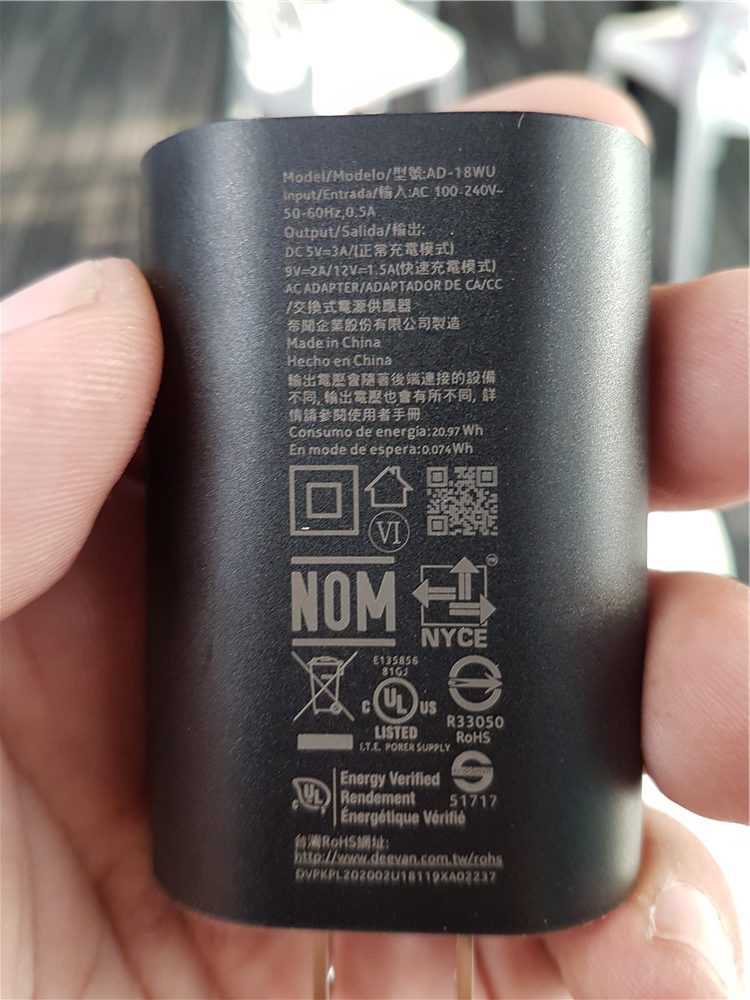 Model/Modelo/型號:AD-18WU
Input/Entrada/輸入:AC 100-240V~
50-60Hz,0.5A
Output/Salida/輸出:
DC 5V=3A/(正常充電模式)
9V=2A/12V=1.5A(快速充電模式)
AC ADAPTER/ADAPTADOR DE CA/CC
/交換式電源供應器
帝聞企業股份有限公司製造
Made in China
Hecho en China
輸出電壓會隨著後端連接的設備
不同, 輸出電壓也會有所不同, 詳
情請參閱使用者手冊
Consumo de energía:20.97 Wh
En mode de espera:0.074 Wh
VI
NOM
NYCE
E135856
81GJ
C UL US
LISTED
I.T.E. POWER SUPPLY
R33050
RoHS
UL
Energy Verified
Rendement
Énergétique Vérifié
51717
台灣RoHS網址:
http://www.deevan.com.tw/rohs
DVPKPL202002U18119XA02237